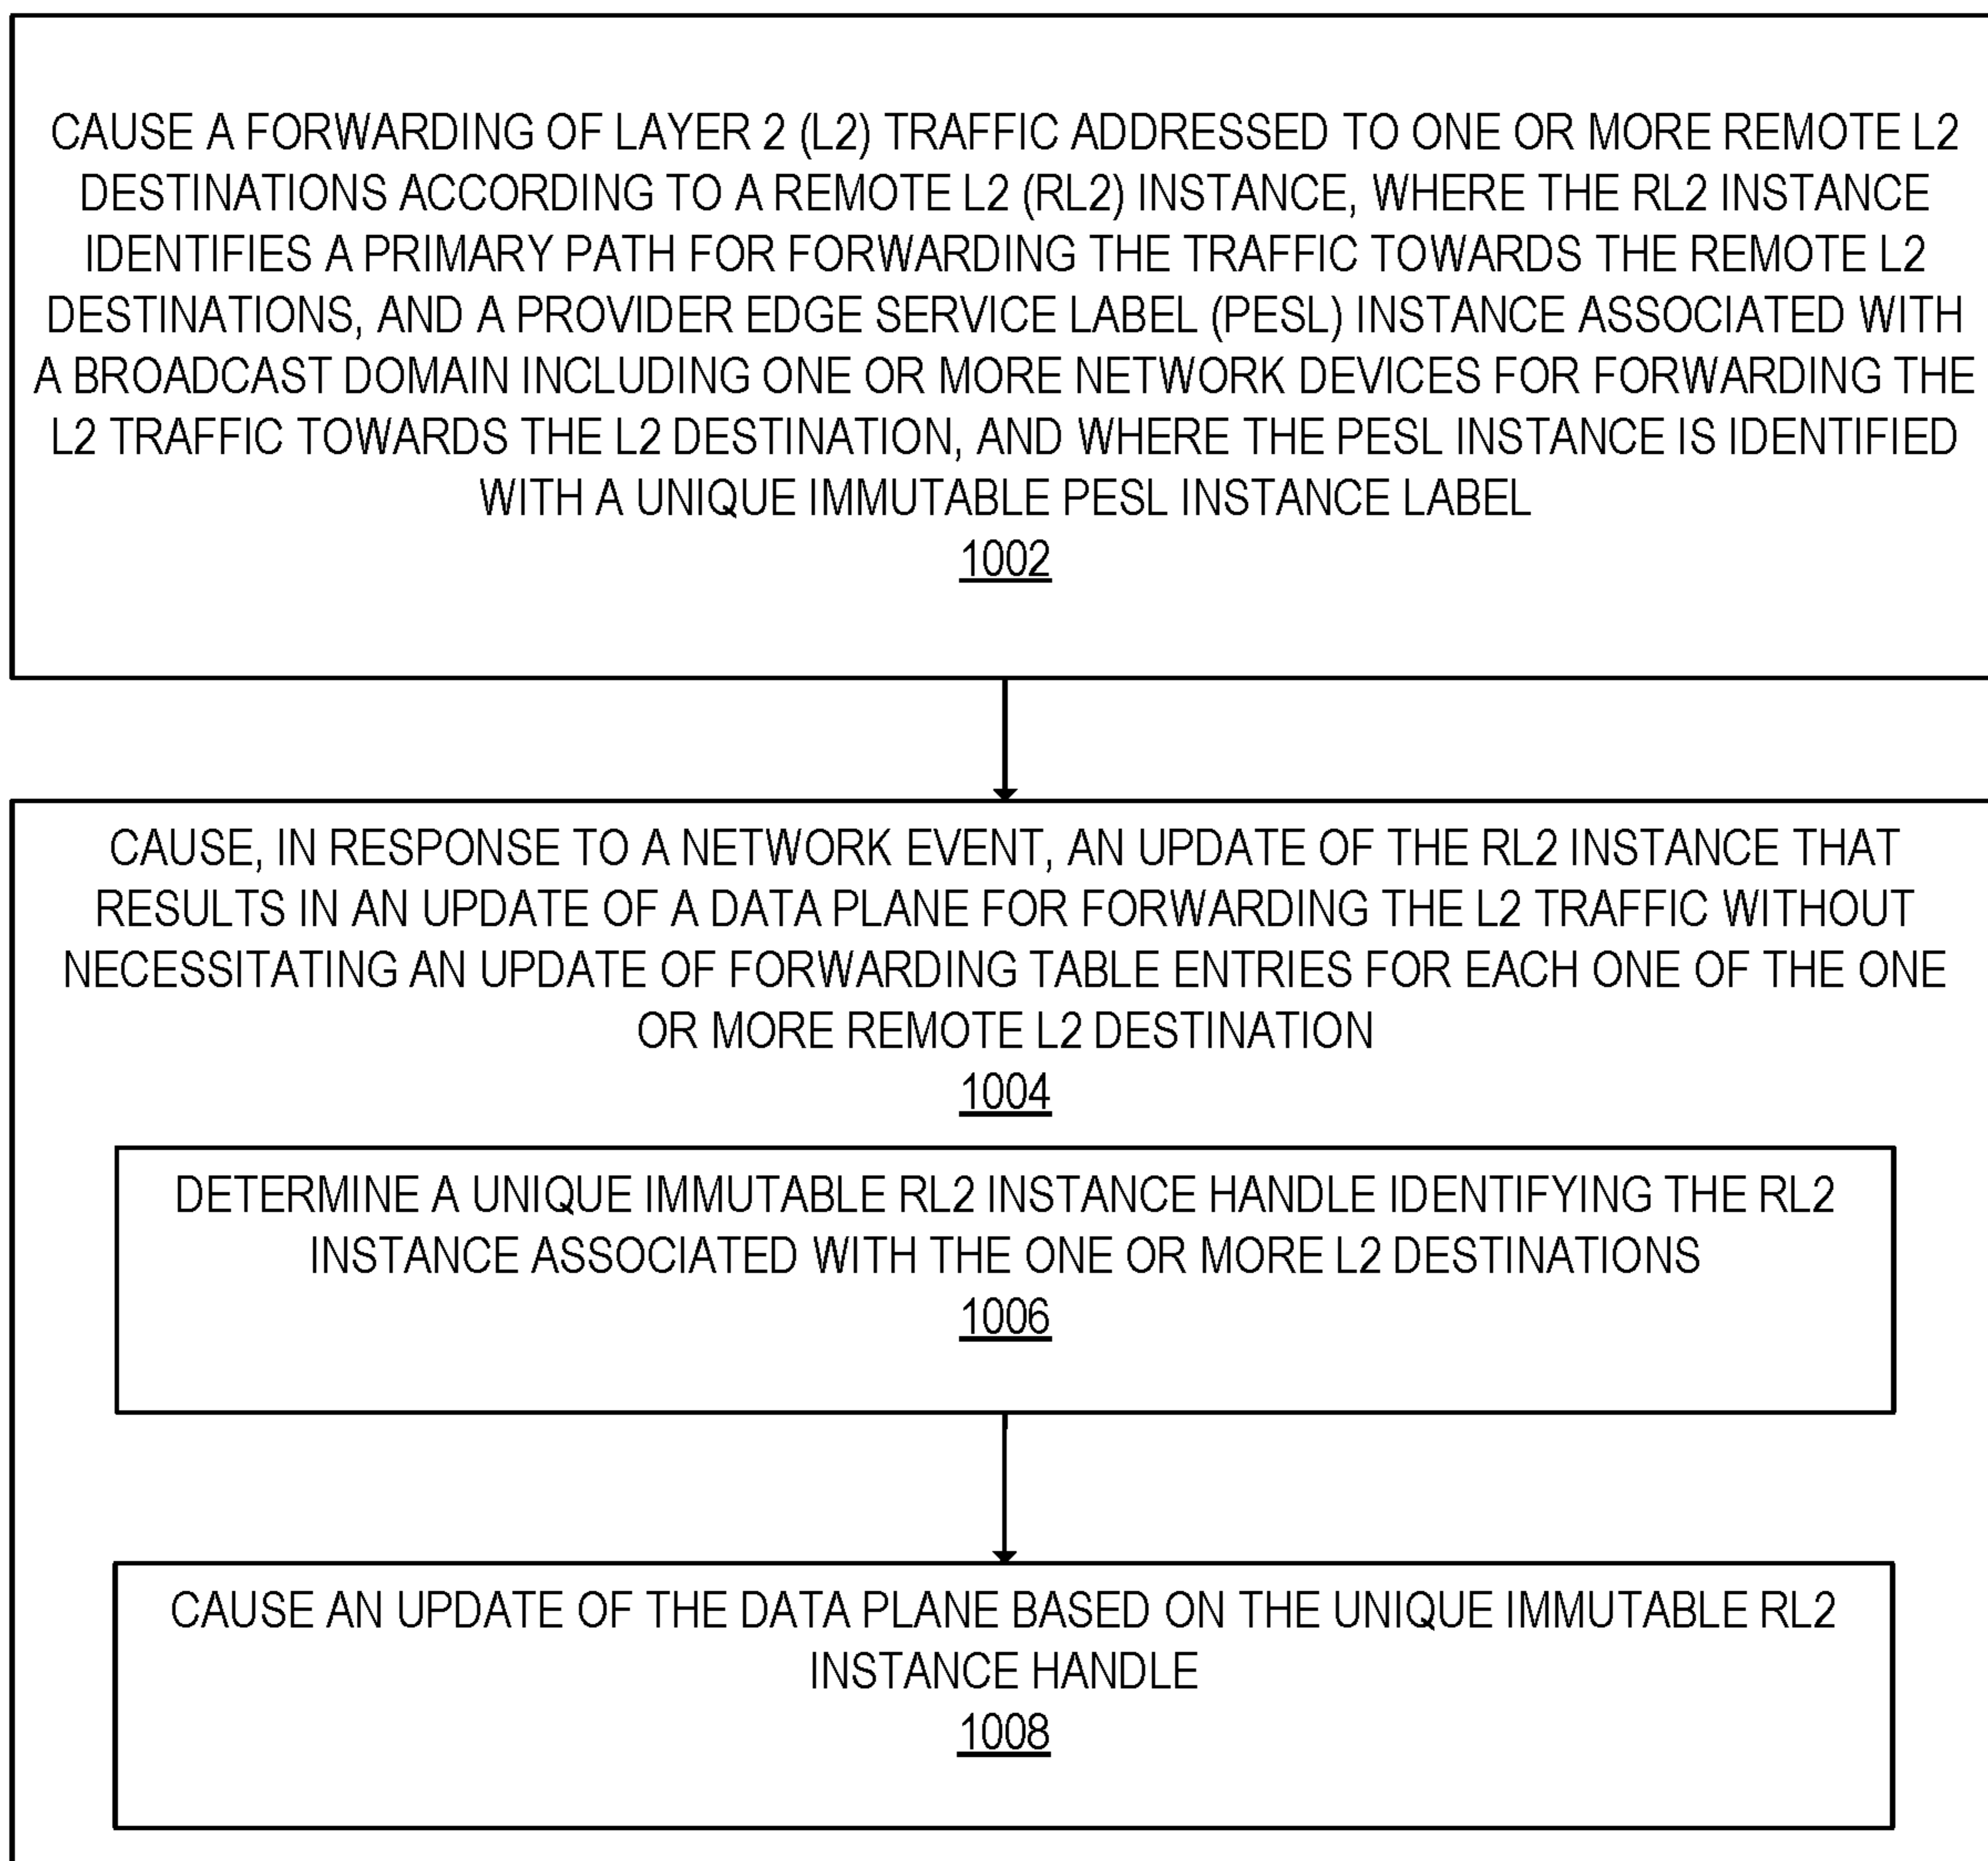 CAUSE A FORWARDING OF LAYER 2 (L2) TRAFFIC ADDRESSED TO ONE OR MORE REMOTE L2
DESTINATIONS ACCORDING TO A REMOTE L2 (RL2) INSTANCE, WHERE THE RL2 INSTANCE
IDENTIFIES A PRIMARY PATH FOR FORWARDING THE TRAFFIC TOWARDS THE REMOTE L2
DESTINATIONS, AND A PROVIDER EDGE SERVICE LABEL (PESL) INSTANCE ASSOCIATED WITH
A BROADCAST DOMAIN INCLUDING ONE OR MORE NETWORK DEVICES FOR FORWARDING THE
L2 TRAFFIC TOWARDS THE L2 DESTINATION, AND WHERE THE PESL INSTANCE IS IDENTIFIED
WITH A UNIQUE IMMUTABLE PESL INSTANCE LABEL
1002
CAUSE, IN RESPONSE TO A NETWORK EVENT, AN UPDATE OF THE RL2 INSTANCE THAT
RESULTS IN AN UPDATE OF A DATA PLANE FOR FORWARDING THE L2 TRAFFIC WITHOUT
NECESSITATING AN UPDATE OF FORWARDING TABLE ENTRIES FOR EACH ONE OF THE ONE
OR MORE REMOTE L2 DESTINATION
1004
DETERMINE A UNIQUE IMMUTABLE RL2 INSTANCE HANDLE IDENTIFYING THE RL2
INSTANCE ASSOCIATED WITH THE ONE OR MORE L2 DESTINATIONS
1006
CAUSE AN UPDATE OF THE DATA PLANE BASED ON THE UNIQUE IMMUTABLE RL2
INSTANCE HANDLE
1008